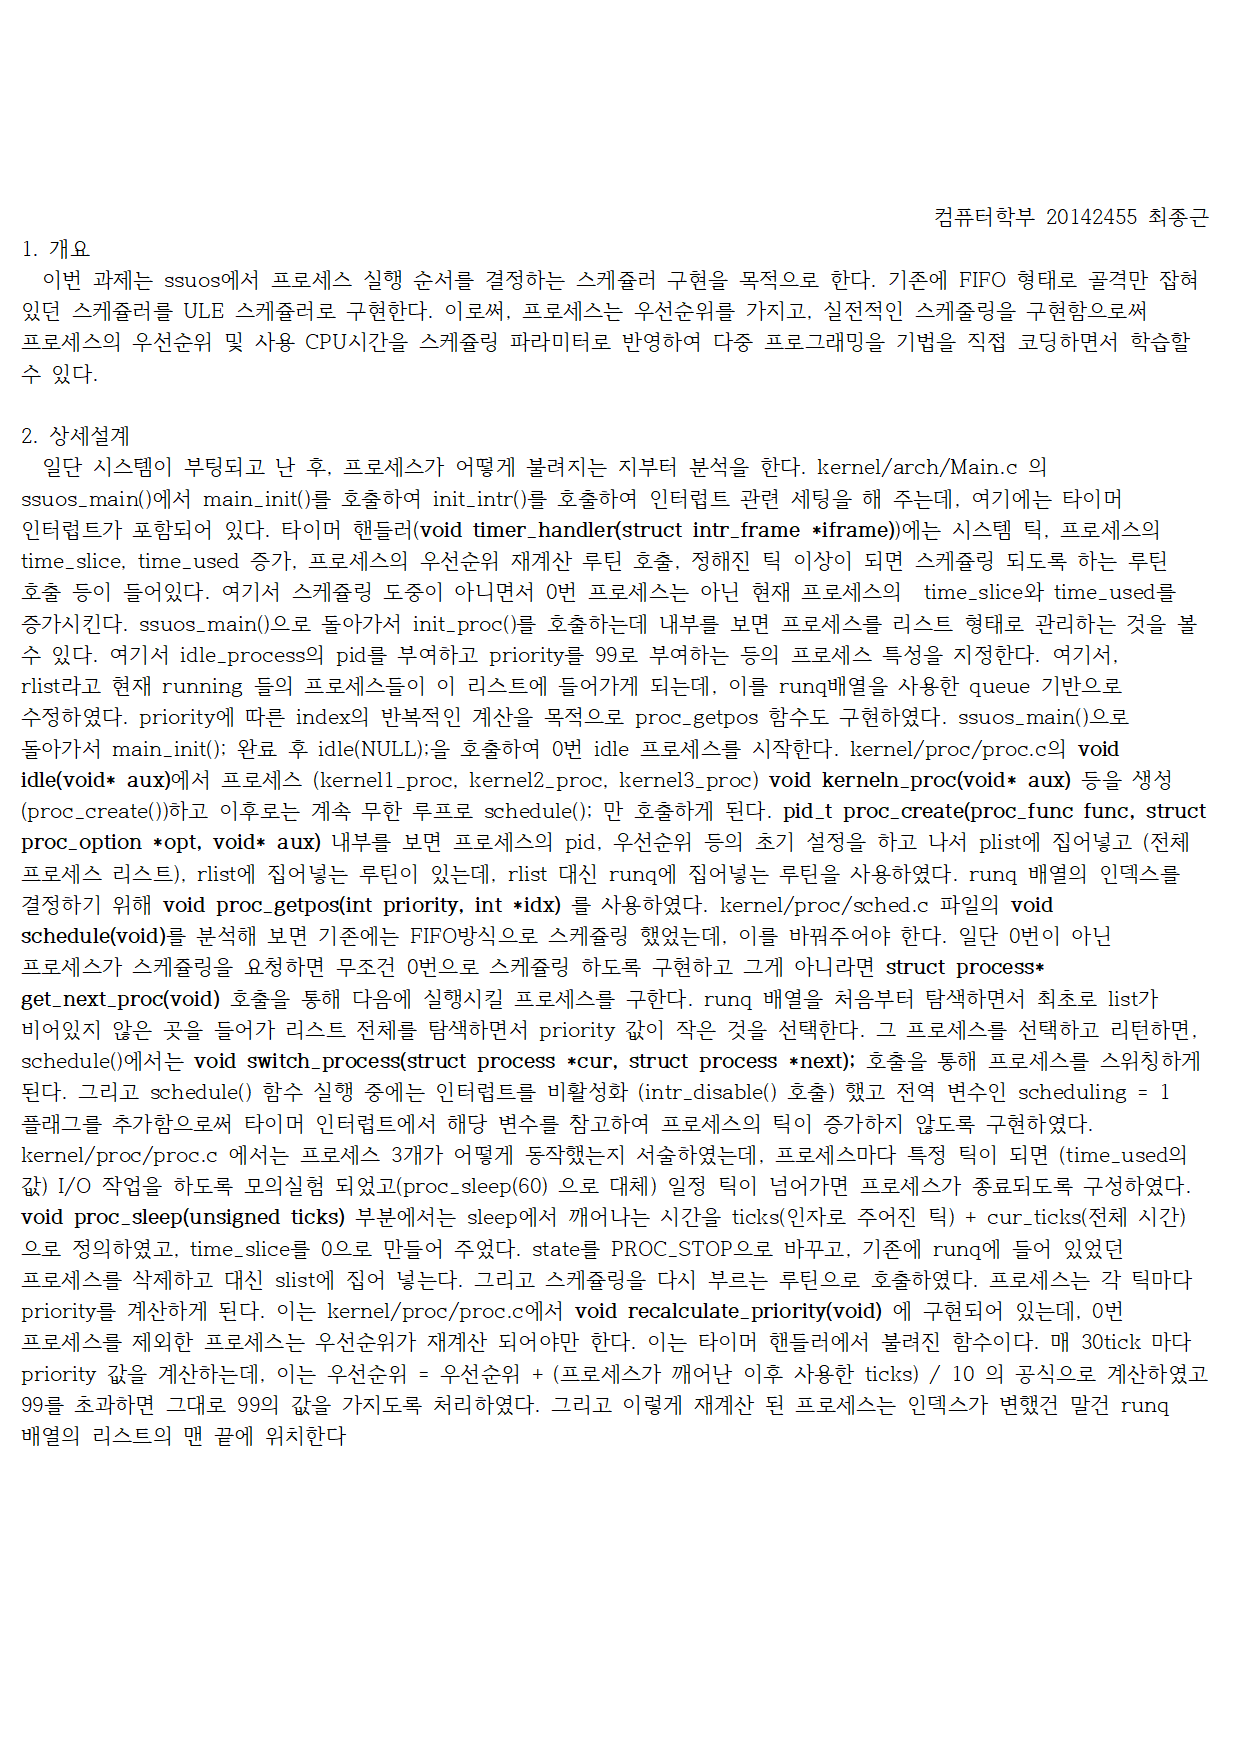 컴퓨터학부 20142455 최종근
1. 개요
이번 과제는 ssuos에서 프로세스 실행 순서를 결정하는 스케쥴러 구현을 목적으로 한다. 기존에 FIFO 형태로 골격만 잡혀
있던 스케쥴러를 ULE 스케쥴러로 구현한다. 이로써, 프로세스는 우선순위를 가지고, 실전적인 스케줄링을 구현함으로써
프로세스의 우선순위 및 사용 CPU시간을 스케쥴링 파라미터로 반영하여 다중 프로그래밍을 기법을 직접 코딩하면서 학습할
수 있다.
2. 상세설계
일단 시스템이 부팅되고 난 후, 프로세스가 어떻게 불려지는 지부터 분석을 한다. kernel/arch/Main.c 의
ssuos_main()에서 main_init()를 호출하여 init_intr()를 호출하여 인터럽트 관련 세팅을 해 주는데, 여기에는 타이머
인터럽트가 포함되어 있다. 타이머 핸들러(void timer_handler(struct intr_frame *iframe))에는 시스템 틱, 프로세스의
time_slice, time_used 증가, 프로세스의 우선순위 재계산 루틴 호출, 정해진 틱 이상이 되면 스케쥴링 되도록 하는 루틴
호출 등이 들어있다. 여기서 스케쥴링 도중이 아니면서 0번 프로세스는 아닌 현재 프로세스의 time_slice와 time_used를
증가시킨다. ssuos_main()으로 돌아가서 init_proc()를 호출하는데 내부를 보면 프로세스를 리스트 형태로 관리하는 것을 볼
수 있다. 여기서 idle_process의 pid를 부여하고 priority를 99로 부여하는 등의 프로세스 특성을 지정한다. 여기서,
rlist라고 현재 running 들의 프로세스들이 이 리스트에 들어가게 되는데, 이를 runq배열을 사용한 queue 기반으로
수정하였다. priority에 따른 index의 반복적인 계산을 목적으로 proc_getpos 함수도 구현하였다. ssuos_main()으로
돌아가서 main_init(); 완료 후 idle(NULL);을 호출하여 0번 idle 프로세스를 시작한다. kernel/proc/proc.c의 void
idle(void* aux)에서 프로세스 (kernel1_proc, kernel2_proc, kernel3_proc) void kerneln_proc(void* aux) 등을 생성
(proc_create())하고 이후로는 계속 무한 루프로 schedule(); 만 호출하게 된다. pid_t proc_create(proc_func func, struct
proc_option *opt, void* aux) 내부를 보면 프로세스의 pid, 우선순위 등의 초기 설정을 하고 나서 plist에 집어넣고 (전체
프로세스 리스트), rlist에 집어넣는 루틴이 있는데, rlist 대신 runq에 집어넣는 루틴을 사용하였다. runq 배열의 인덱스를
결정하기 위해 void proc_getpos(int priority, int *idx) 를 사용하였다. kernel/proc/sched.c 파일의 void
schedule(void)를 분석해 보면 기존에는 FIFO방식으로 스케쥴링 했었는데, 이를 바꿔주어야 한다. 일단 0번이 아닌
프로세스가 스케쥴링을 요청하면 무조건 0번으로 스케쥴링 하도록 구현하고 그게 아니라면 struct process*
get_next_proc(void) 호출을 통해 다음에 실행시킬 프로세스를 구한다. runq 배열을 처음부터 탐색하면서 최초로 list가
비어있지 않은 곳을 들어가 리스트 전체를 탐색하면서 priority 값이 작은 것을 선택한다. 그 프로세스를 선택하고 리턴하면,
schedule()에서는 void switch_process(struct process *cur, struct process *next); 호출을 통해 프로세스를 스위칭하게
된다. 그리고 schedule() 함수 실행 중에는 인터럽트를 비활성화 (intr_disable() 호출) 했고 전역 변수인 scheduling = 1
플래그를 추가함으로써 타이머 인터럽트에서 해당 변수를 참고하여 프로세스의 틱이 증가하지 않도록 구현하였다.
kernel/proc/proc.c 에서는 프로세스 3개가 어떻게 동작했는지 서술하였는데, 프로세스마다 특정 틱이 되면 (time_used의
값) I/O 작업을 하도록 모의실험 되었고(proc_sleep(60) 으로 대체) 일정 틱이 넘어가면 프로세스가 종료되도록 구성하였다.
void proc_sleep(unsigned ticks) 부분에서는 sleep에서 깨어나는 시간을 ticks(인자로 주어진 틱) + cur_ticks(전체 시간)
으로 정의하였고, time_slice를 0으로 만들어 주었다. state를 PROC_STOP으로 바꾸고, 기존에 runq에 들어 있었던
프로세스를 삭제하고 대신 slist에 집어 넣는다. 그리고 스케쥴링을 다시 부르는 루틴으로 호출하였다. 프로세스는 각 틱마다
priority를 계산하게 된다. 이는 kernel/proc/proc.c에서 void recalculate_priority(void) 에 구현되어 있는데, 0번
프로세스를 제외한 프로세스는 우선순위가 재계산 되어야만 한다. 이는 타이머 핸들러에서 불려진 함수이다. 매 30tick 마다
priority 값을 계산하는데, 이는 우선순위 = 우선순위 + (프로세스가 깨어난 이후 사용한 ticks) / 10 의 공식으로 계산하였고
99를 초과하면 그대로 99의 값을 가지도록 처리하였다. 그리고 이렇게 재계산 된 프로세스는 인덱스가 변했건 말건 runq
배열의 리스트의 맨 끝에 위치한다